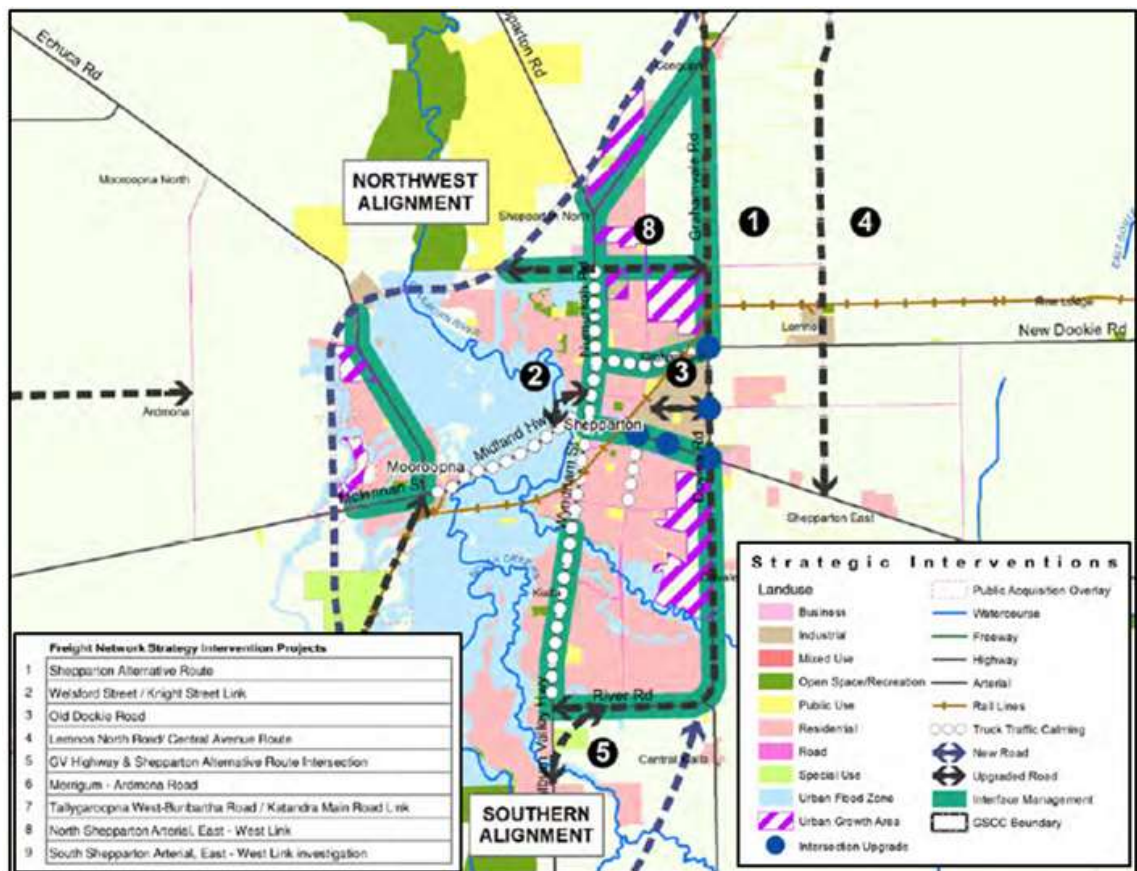 Echuca Rd
Mooroopna North
NORTHWEST
ALIGNMENT
Shepparton North
Grahamvale Rd
1
4
8
Lemnos
New Dookie Rd
2
3
Ardmona
Midland Hwy
Shepparton
Mooroopna
McLennan St
Wyndham St
Shepparton East
Kialla
River Rd
5
SOUTHERN
ALIGNMENT
Freight Network Strategy Intervention Projects
1 Shepparton Alternative Route
2 Welsford Street / Knight Street Link
3 Old Dookie Road
4 Lemnos North Road/ Central Avenue Route
5 GV Highway & Shepparton Alternative Route Intersection
6 Merrigum - Ardmona Road
7 Tallygaroopna West-Bunbartha Road / Katandra Main Road Link
8 North Shepparton Arterial, East - West Link
9 South Shepparton Arterial, East - West Link investigation
Strategic Interventions
Landuse
Business
Industrial
Mixed Use
Open Space/Recreation
Public Use
Residential
Road
Special Use
Urban Flood Zone
Urban Growth Area
Intersection Upgrade
Public Acquisition Overlay
Watercourse
Freeway
Highway
Arterial
Rail Lines
Truck Traffic Calming
New Road
Upgraded Road
Interface Management
GSCC Boundary